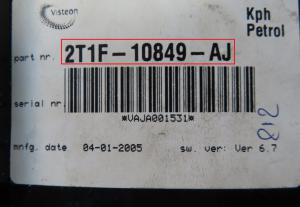 Visteon
Kph
Petrol
part nr. 2T1F-10849-AJ
serial nr.
*VAJA001531*
218
mnfg. date 04-01-2005 sw. ver: Ver 6.7